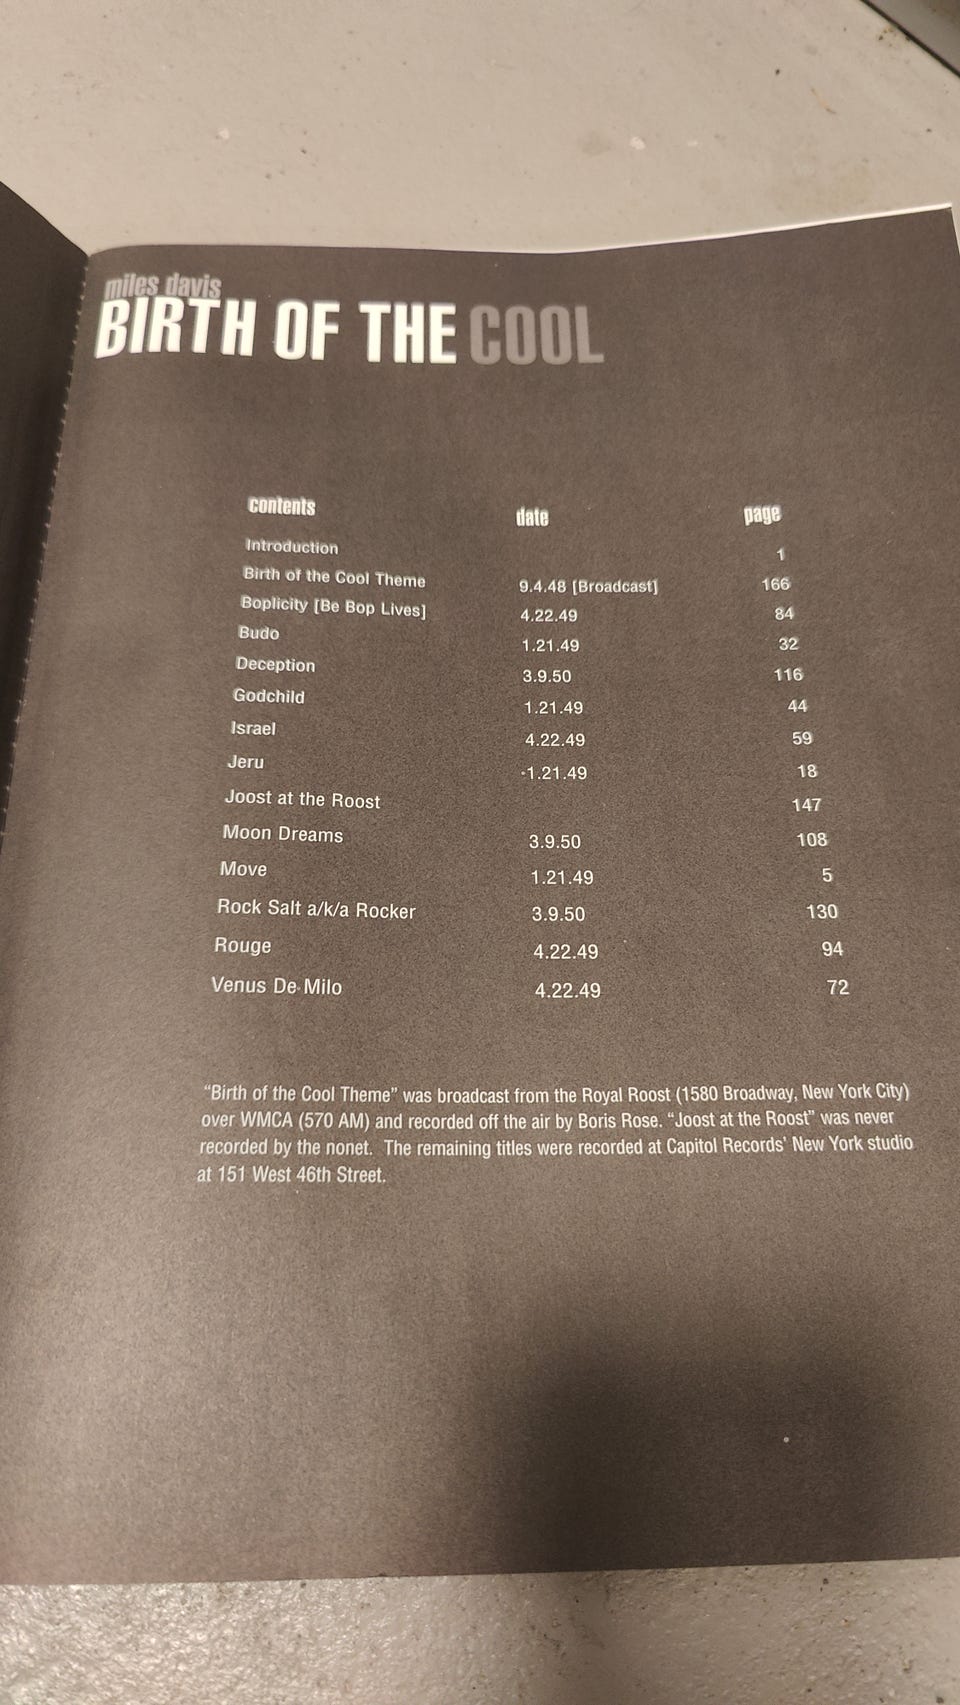 miles davis
BIRTH OF THE COOL
contents date page
Introduction 1
Birth of the Cool Theme 9.4.48 [Broadcast] 166
Boplicity [Be Bop Lives] 4.22.49 84
Budo 1.21.49 32
Deception 3.9.50 116
Godchild 1.21.49 44
Israel 4.22.49 59
Jeru 1.21.49 18
Joost at the Roost 147
Moon Dreams 3.9.50 108
Move 1.21.49 5
Rock Salt a/k/a Rocker 3.9.50 130
Rouge 4.22.49 94
Venus De Milo 4.22.49 72
“Birth of the Cool Theme” was broadcast from the Royal Roost (1580 Broadway, New York City)
over WMCA (570 AM) and recorded off the air by Boris Rose. “Joost at the Roost” was never
recorded by the nonet. The remaining titles were recorded at Capitol Records’ New York studio
at 151 West 46th Street.